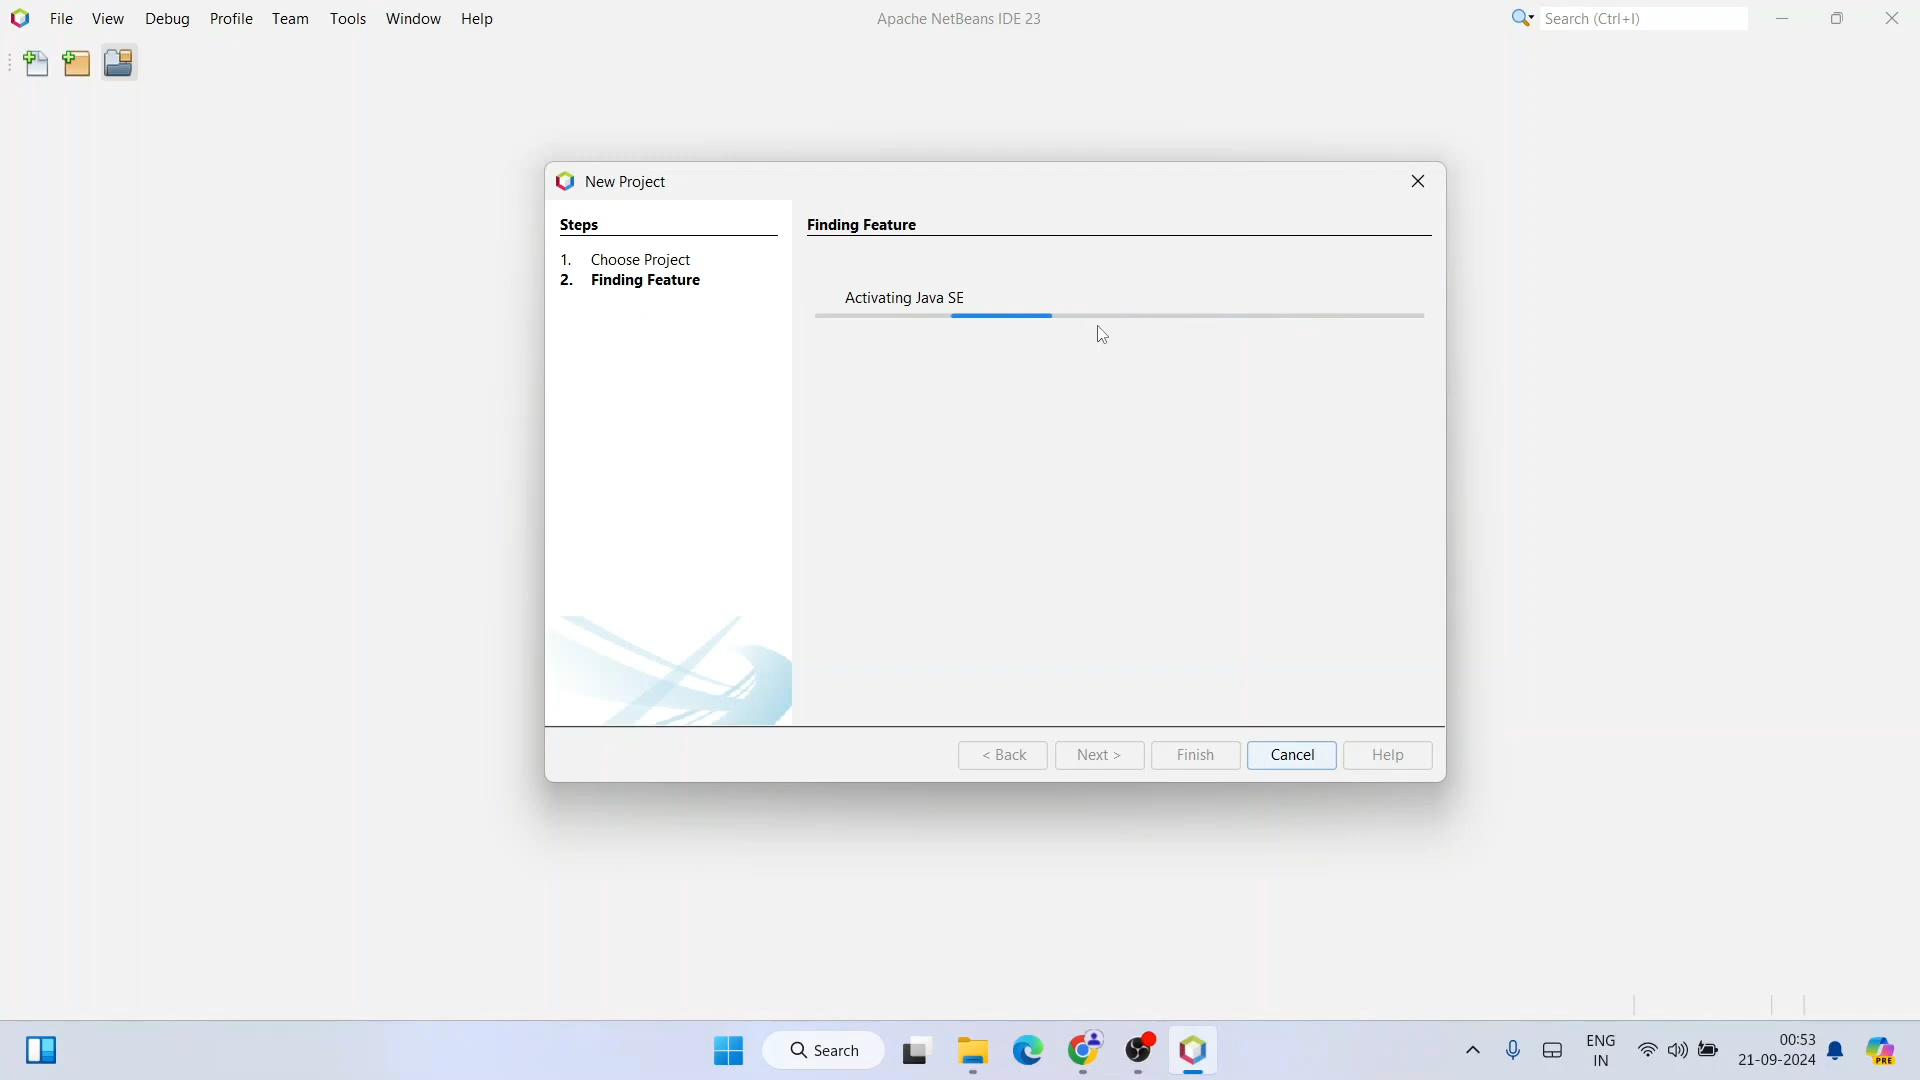 File View Debug Profile Team Tools Window Help
Apache NetBeans IDE 23
Search (Ctrl+I)
New Project
Steps
1. Choose Project
2. Finding Feature
Finding Feature
Activating Java SE
< Back Next > Finish Cancel Help
Search
ENG
IN
00:53
21-09-2024
PRE